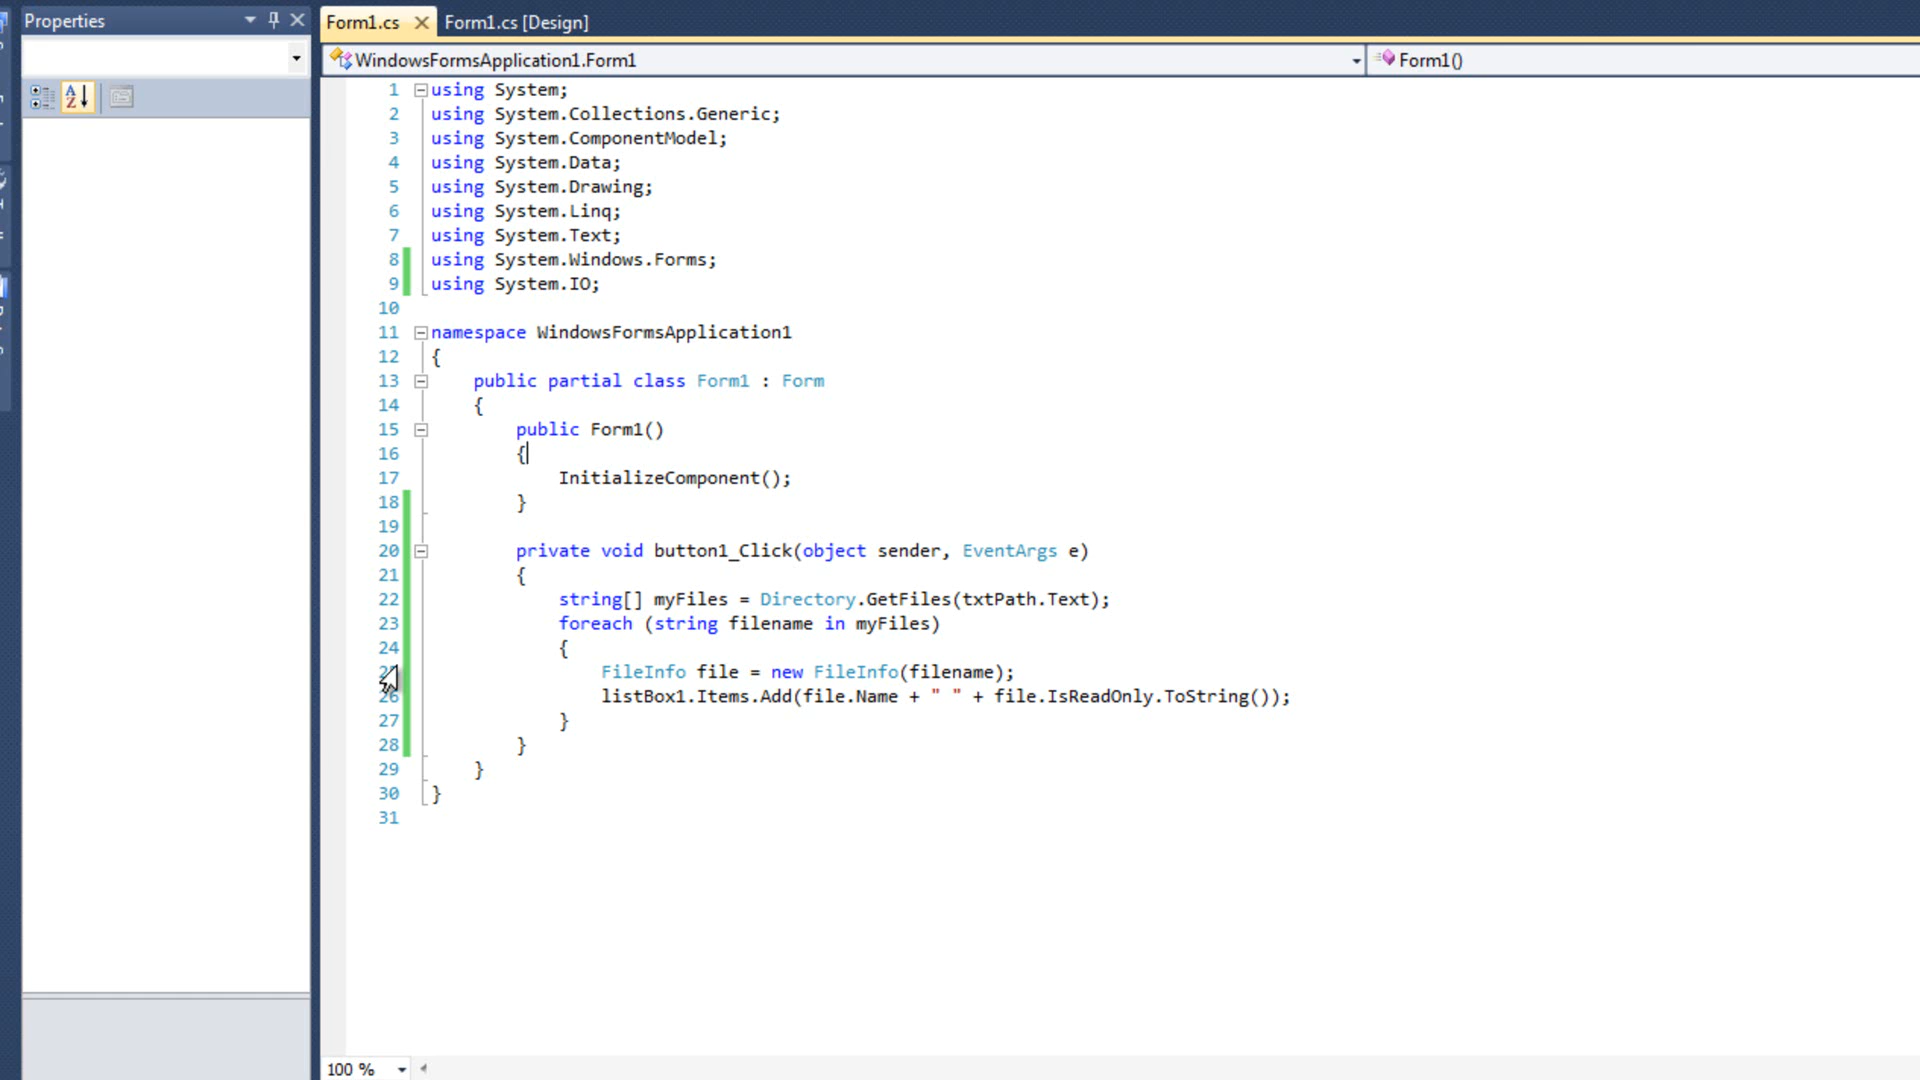 Properties
Form1.cs
Form1.cs [Design]
WindowsFormsApplication1.Form1
Form1()
1 using System;
2 using System.Collections.Generic;
3 using System.ComponentModel;
4 using System.Data;
5 using System.Drawing;
6 using System.Linq;
7 using System.Text;
8 using System.Windows.Forms;
9 using System.IO;
10
11 namespace WindowsFormsApplication1
12 {
13 public partial class Form1 : Form
14 {
15 public Form1()
16 {
17 InitializeComponent();
18 }
19
20 private void button1_Click(object sender, EventArgs e)
21 {
22 string[] myFiles = Directory.GetFiles(txtPath.Text);
23 foreach (string filename in myFiles)
24 {
FileInfo file = new FileInfo(filename);
26 listBox1.Items.Add(file.Name + " " + file.IsReadOnly.ToString());
27 }
28 }
29 }
30 }
31
100 %